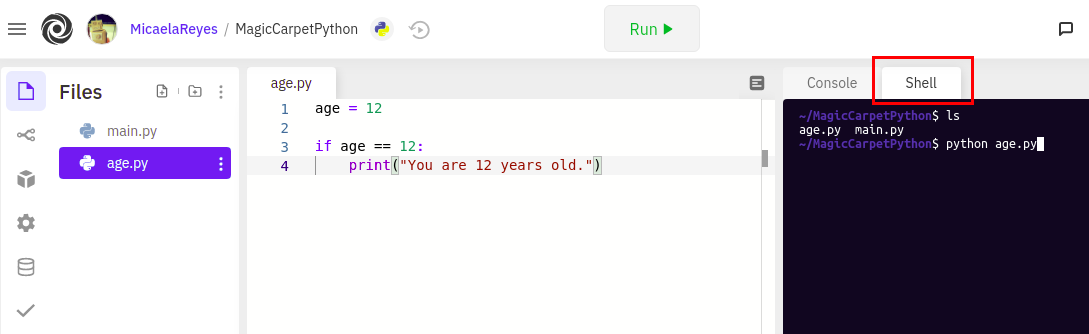 MicaelaReyes / MagicCarpetPython
Run
Files
main.py
age.py
age.py
1 age = 12
2
3 if age == 12:
4     print("You are 12 years old.")
Console Shell
~/MagicCarpetPython$ ls
age.py  main.py
~/MagicCarpetPython$ python age.py